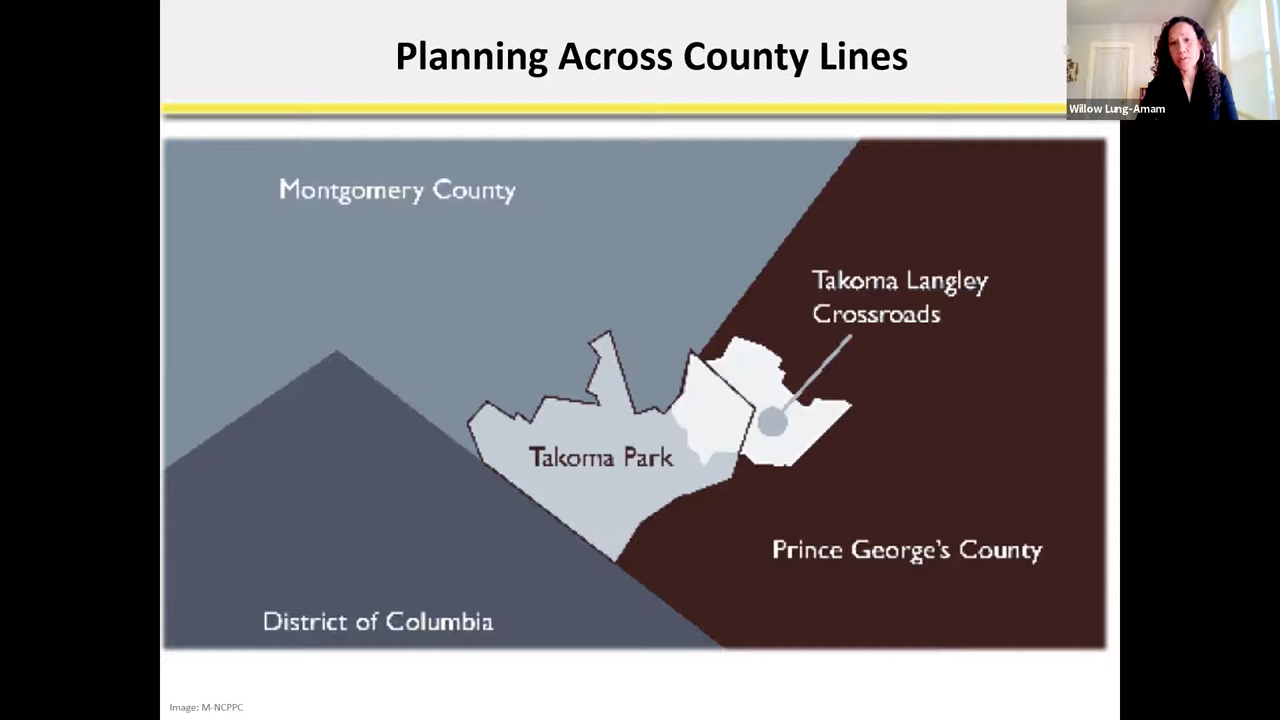 Planning Across County Lines
Willow Lung-Amam
Montgomery County
Takoma Langley
Crossroads
Takoma Park
Prince George's County
District of Columbia
Image: M-NCPPC